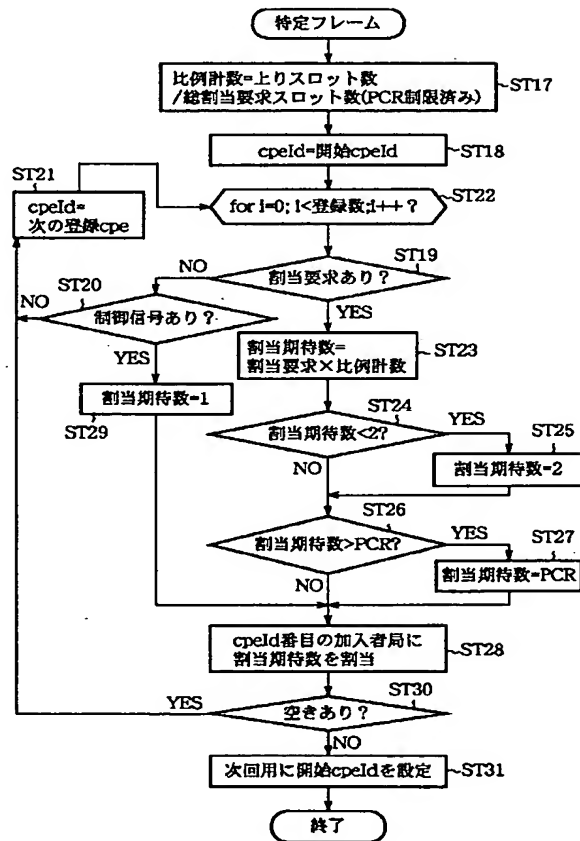 特定フレーム
比例計数=上りスロット数
/総割当要求スロット数(PCR制限済み)
ST17
cpeId=開始cpeId
ST18
ST21
cpeId=
次の登録cpe
for i=0; i<登録数;i++ ?
ST22
ST19
NO
割当要求あり?
YES
ST20
NO
制御信号あり?
YES
割当期待数=
割当要求×比例計数
ST23
割当期待数=1
ST29
ST24
割当期待数<2?
YES
NO
ST25
割当期待数=2
ST26
割当期待数>PCR?
YES
NO
ST27
割当期待数=PCR
cpeId番目の加入者局に
割当期待数を割当
ST28
ST30
YES
空きあり?
NO
次回用に開始cpeIdを設定
ST31
終了